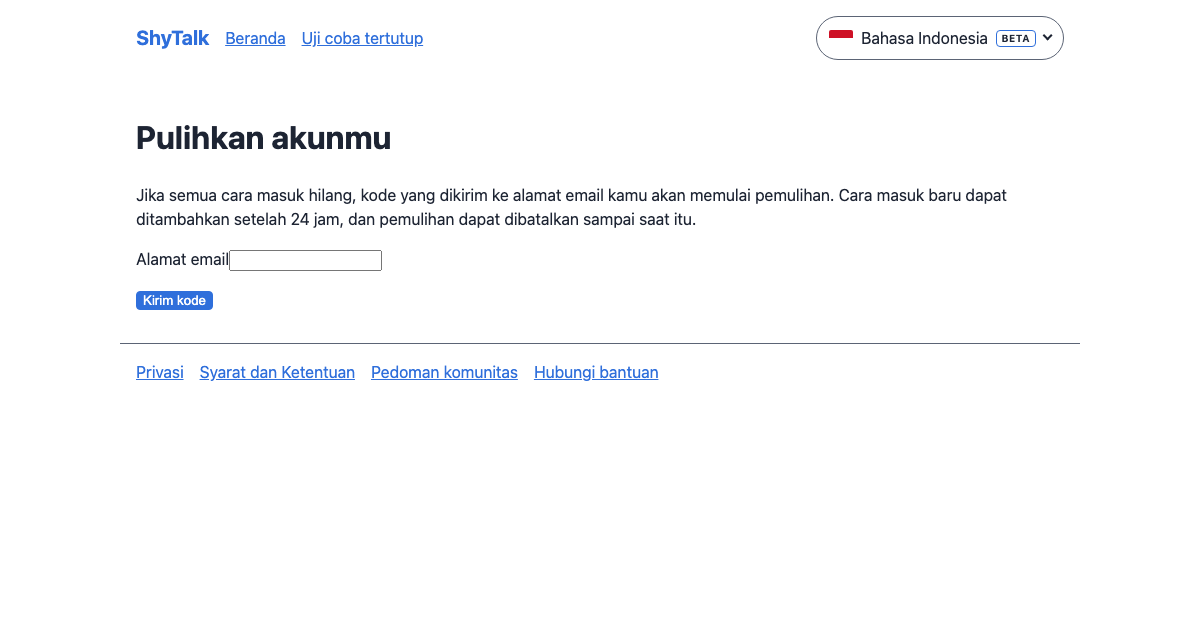 ShyTalk Beranda Uji coba tertutup Bahasa Indonesia BETA
Pulihkan akunmu
Jika semua cara masuk hilang, kode yang dikirim ke alamat email kamu akan memulai pemulihan. Cara masuk baru dapat
ditambahkan setelah 24 jam, dan pemulihan dapat dibatalkan sampai saat itu.
Alamat email
Kirim kode
Privasi Syarat dan Ketentuan Pedoman komunitas Hubungi bantuan